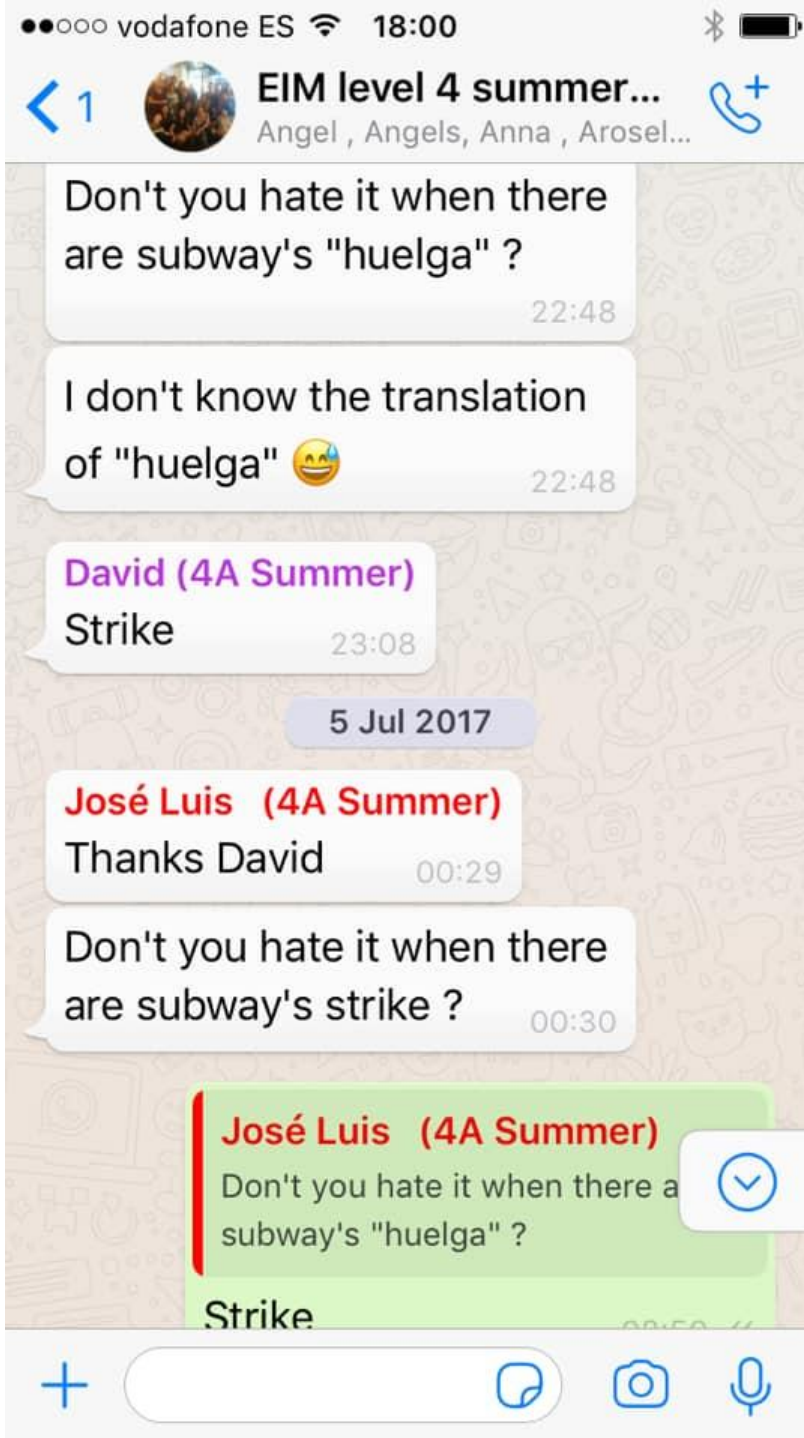 vodafone ES 18:00
1
EIM level 4 summer...
Angel , Angels, Anna , Arosel...
Don't you hate it when there
are subway's "huelga" ?
22:48
I don't know the translation
of "huelga" 😅
22:48
David (4A Summer)
Strike
23:08
5 Jul 2017
José Luis (4A Summer)
Thanks David
00:29
Don't you hate it when there
are subway's strike ?
00:30
José Luis (4A Summer)
Don't you hate it when there a
subway's "huelga" ?
Strike